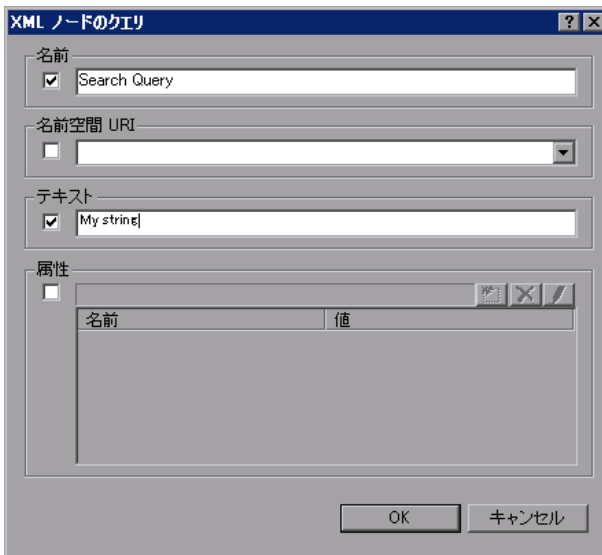 XML ノードのクエリ
名前
Search Query
名前空間 URI
テキスト
My string
属性
名前 値
OK キャンセル